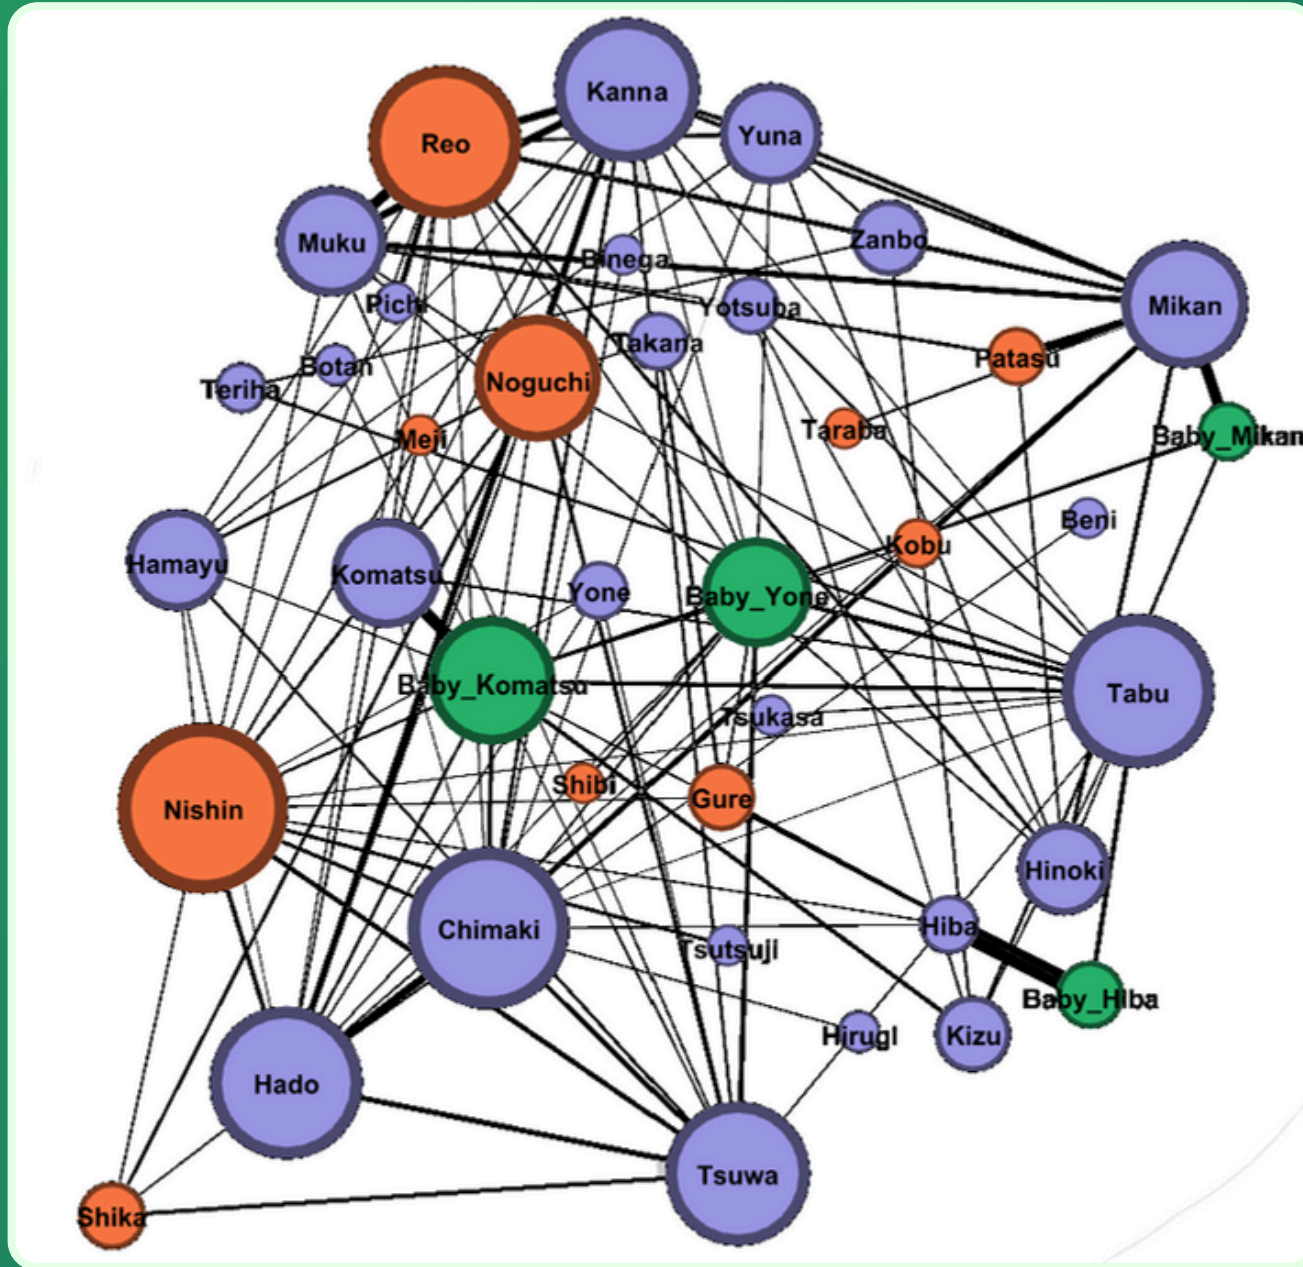 Kanna
Reo
Yuna
Muku
Zanbo
Binega
Pichi
Yotsuba
Mikan
Takana
Patasu
Botan
Noguchi
Teriha
Taraba
Meji
Baby_Mikan
Beni
Kobu
Hamayu
Komatsu
Yone
Baby_Yone
Baby_Komatsu
Tabu
Tsukasa
Shibi
Gure
Nishin
Hinoki
Chimaki
Hiba
Tsutsuji
Baby_HIba
Hirugl
Kizu
Hado
Tsuwa
Shika